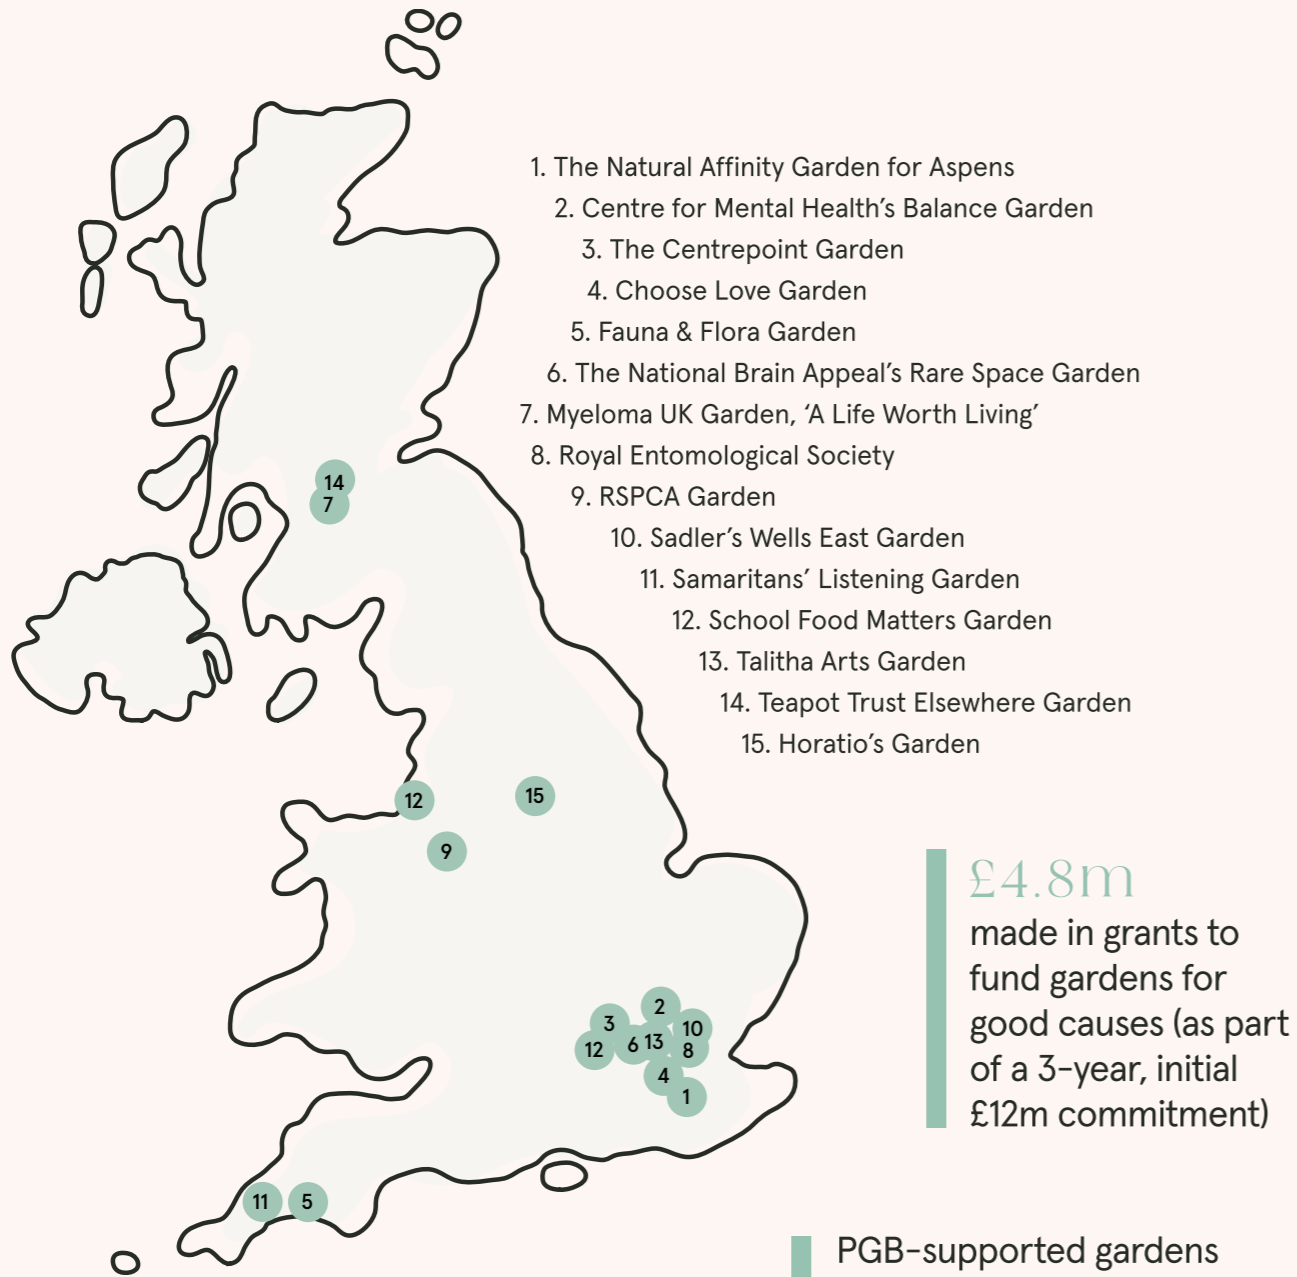 1. The Natural Affinity Garden for Aspens
2. Centre for Mental Health’s Balance Garden
3. The Centrepoint Garden
4. Choose Love Garden
5. Fauna & Flora Garden
6. The National Brain Appeal’s Rare Space Garden
7. Myeloma UK Garden, ‘A Life Worth Living’
8. Royal Entomological Society
9. RSPCA Garden
10. Sadler’s Wells East Garden
11. Samaritans’ Listening Garden
12. School Food Matters Garden
13. Talitha Arts Garden
14. Teapot Trust Elsewhere Garden
15. Horatio’s Garden
14
7
12
15
9
2
3
10
12
6
13
8
4
1
11
5
£4.8m
made in grants to
fund gardens for
good causes (as part
of a 3-year, initial
£12m commitment)
PGB-supported gardens